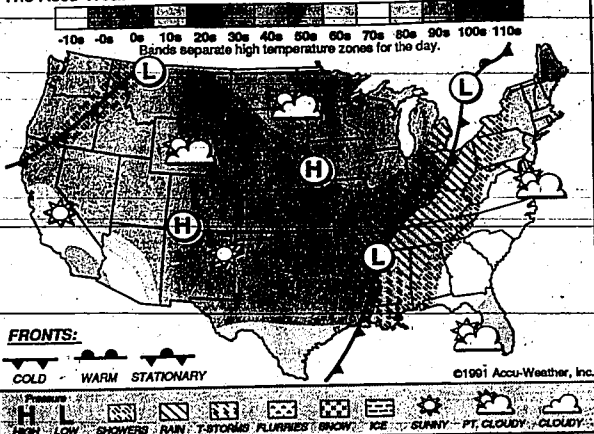 -10s -0s 0s 10s 20s 30s 40s 50s 60s 70s 80s 90s 100s 110s
Bands separate high temperature zones for the day.
L
L
H
H
L
FRONTS:
COLD WARM STATIONARY
©1991 Accu-Weather, Inc.
Pressure
H L
HIGH LOW SHOWERS RAIN T-STORMS FLURRIES SNOW ICE SUNNY PT. CLOUDY CLOUDY